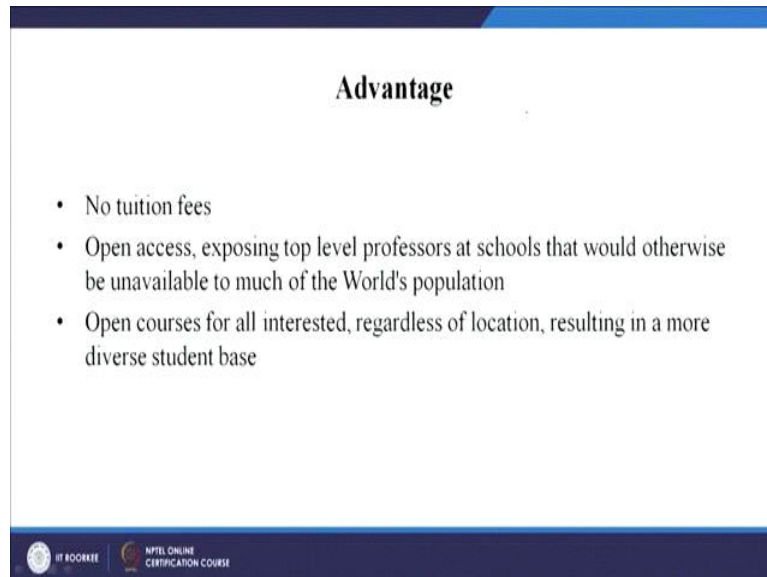 Advantage
• No tuition fees
• Open access, exposing top level professors at schools that would otherwise
be unavailable to much of the World's population
• Open courses for all interested, regardless of location, resulting in a more
diverse student base
IIT ROORKEE
NPTEL ONLINE
CERTIFICATION COURSE